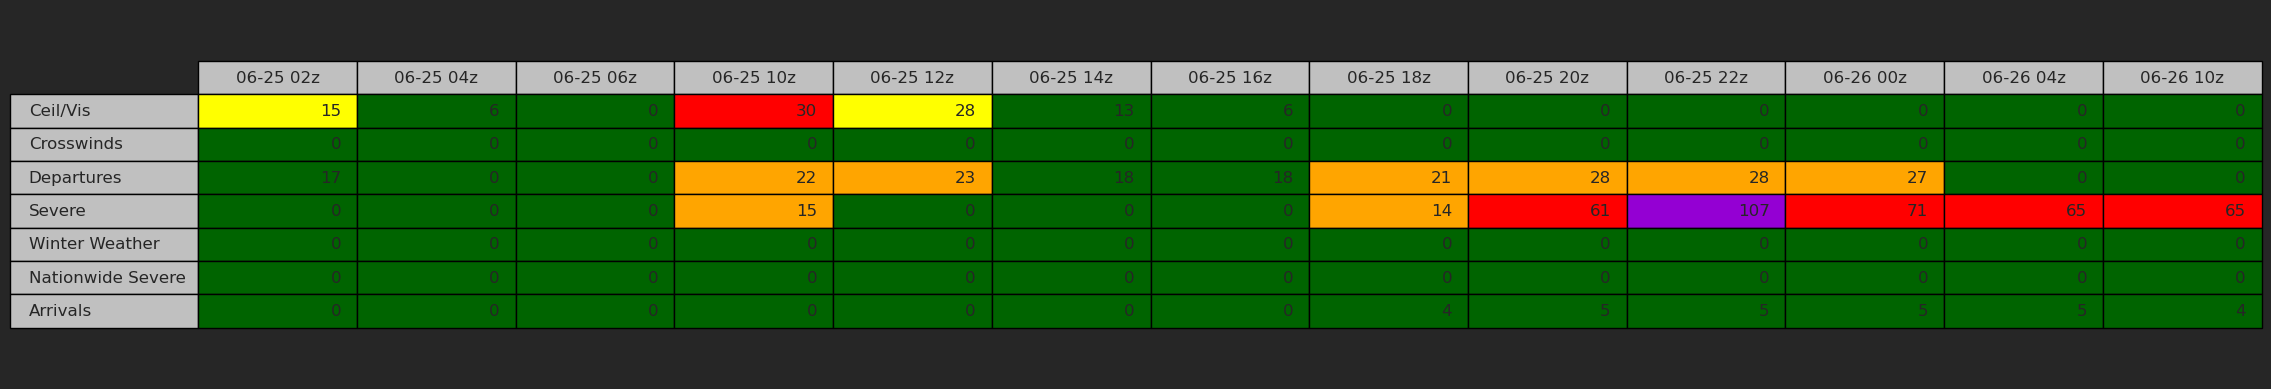 06-25 02z 06-25 04z 06-25 06z 06-25 10z 06-25 12z 06-25 14z 06-25 16z 06-25 18z 06-25 20z 06-25 22z 06-26 00z 06-26 04z 06-26 10z
Ceil/Vis 15 6 0 30 28 13 6 0 0 0 0 0 0
Crosswinds 0 0 0 0 0 0 0 0 0 0 0 0 0
Departures 17 0 0 22 23 18 18 21 28 28 27 0 0
Severe 0 0 0 15 0 0 0 14 61 107 71 65 65
Winter Weather 0 0 0 0 0 0 0 0 0 0 0 0 0
Nationwide Severe 0 0 0 0 0 0 0 0 0 0 0 0 0
Arrivals 0 0 0 0 0 0 0 4 5 5 5 5 4